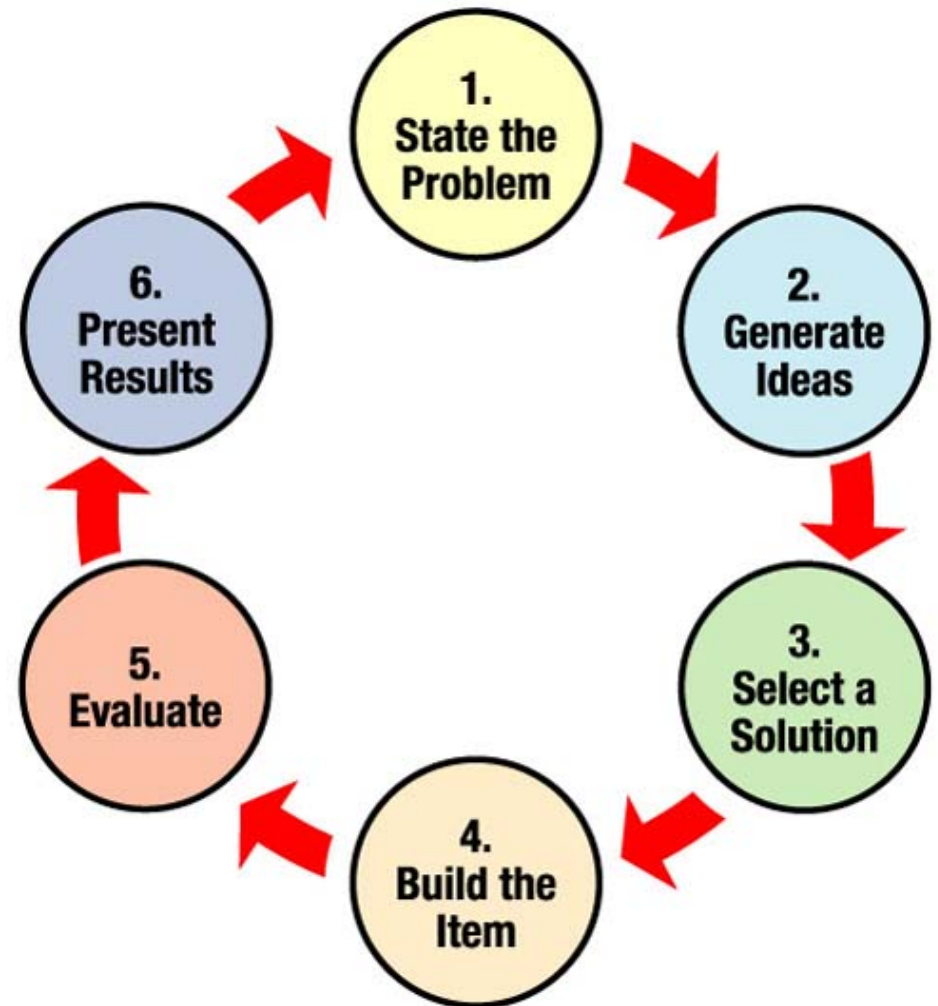 1.
State the
Problem
2.
Generate
Ideas
3.
Select a
Solution
4.
Build the
Item
5.
Evaluate
6.
Present
Results